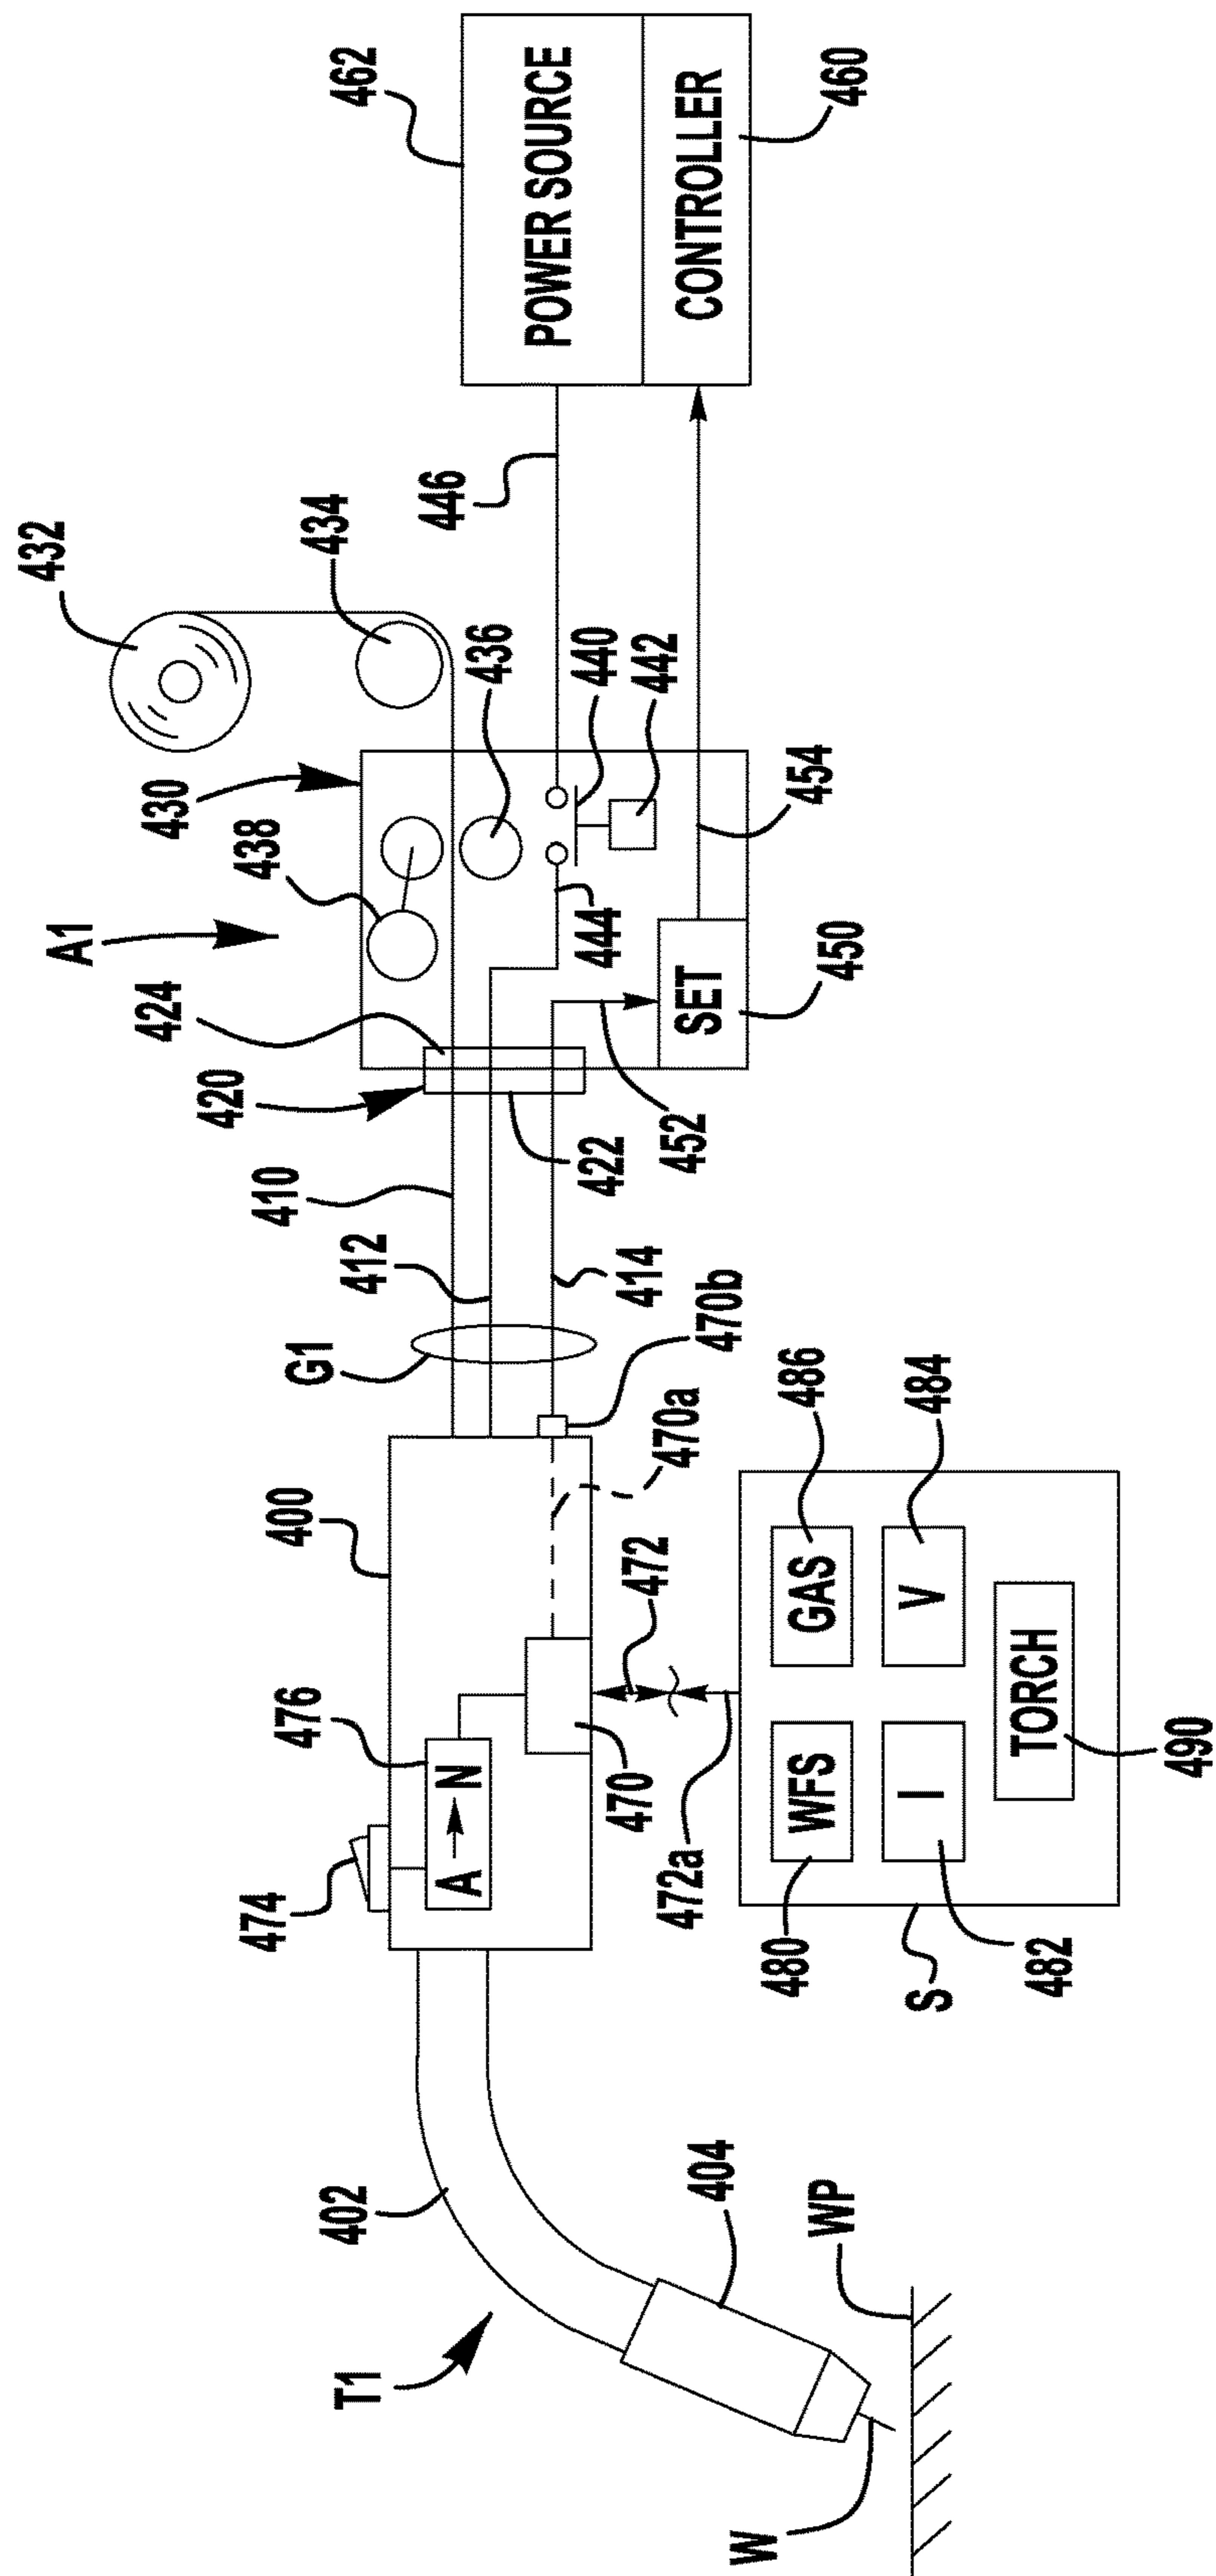 T1
402
404
W
WP
400
474
476
A → N
470
470a
470b
472
472a
S
WFS
480
GAS
486
I
482
V
484
TORCH
490
G1
410
412
414
420
422
424
A1
430
432
434
436
438
440
442
444
446
SET
450
452
454
POWER SOURCE
462
CONTROLLER
460